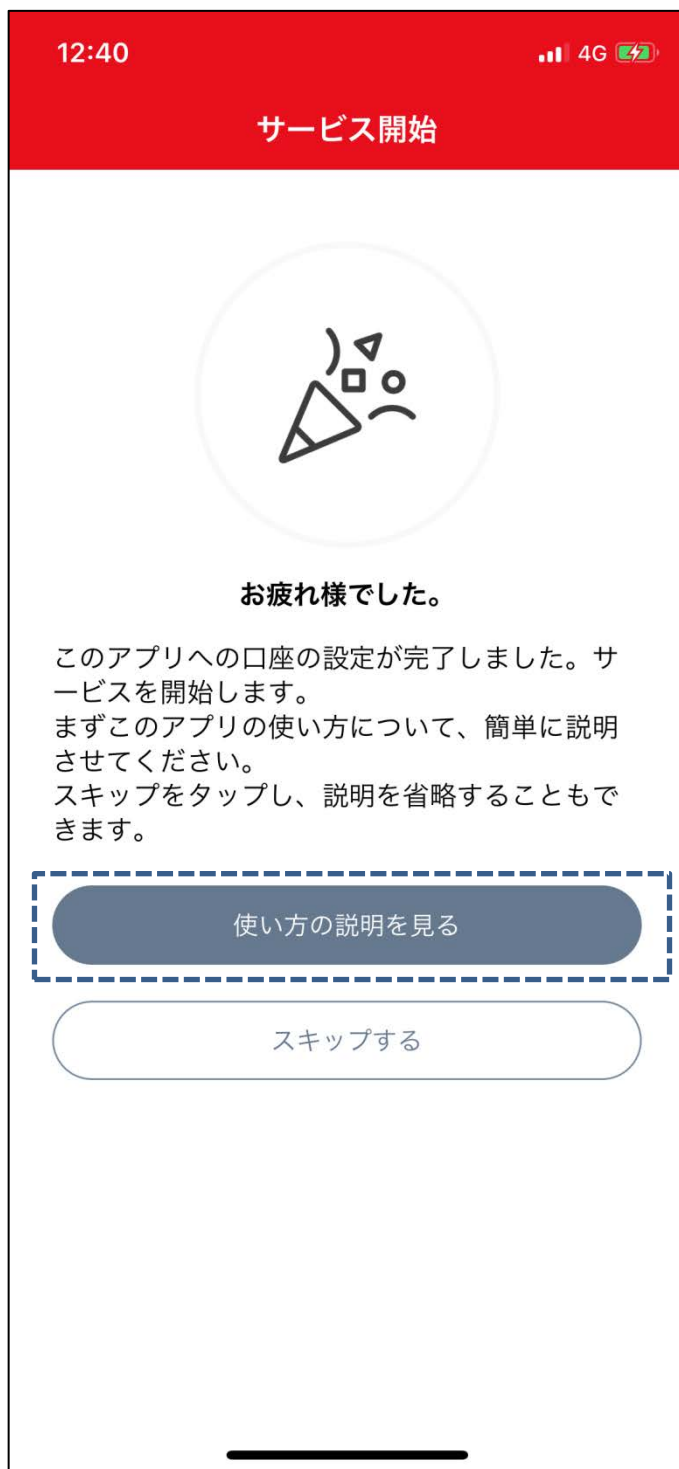 12:40
4G
サービス開始
お疲れ様でした。
このアプリへの口座の設定が完了しました。サ
ービスを開始します。
まずこのアプリの使い方について、簡単に説明
させてください。
スキップをタップし、説明を省略することもで
きます。
使い方の説明を見る
スキップする